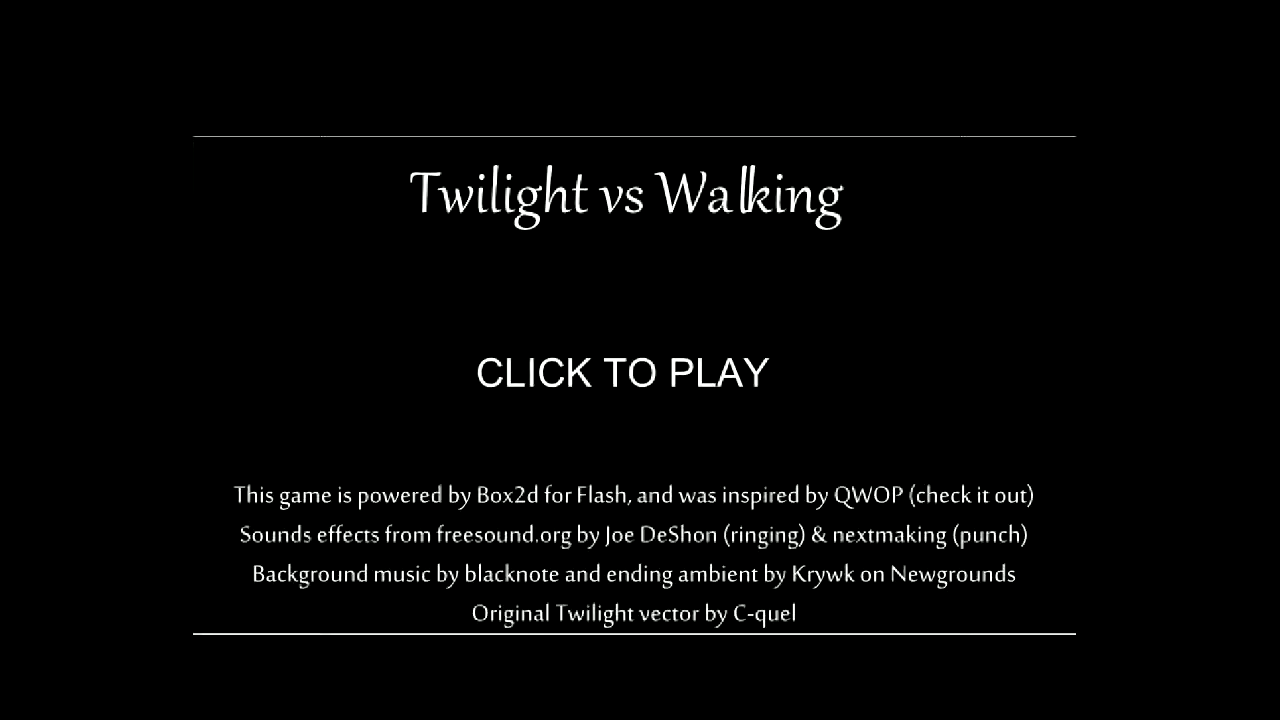 Twilight vs Walking
CLICK TO PLAY
This game is powered by Box2d for Flash, and was inspired by QWOP (check it out)
Sounds effects from freesound.org by Joe DeShon (ringing) & nextmaking (punch)
Background music by blacknote and ending ambient by Krywk on Newgrounds
Original Twilight vector by C-quel